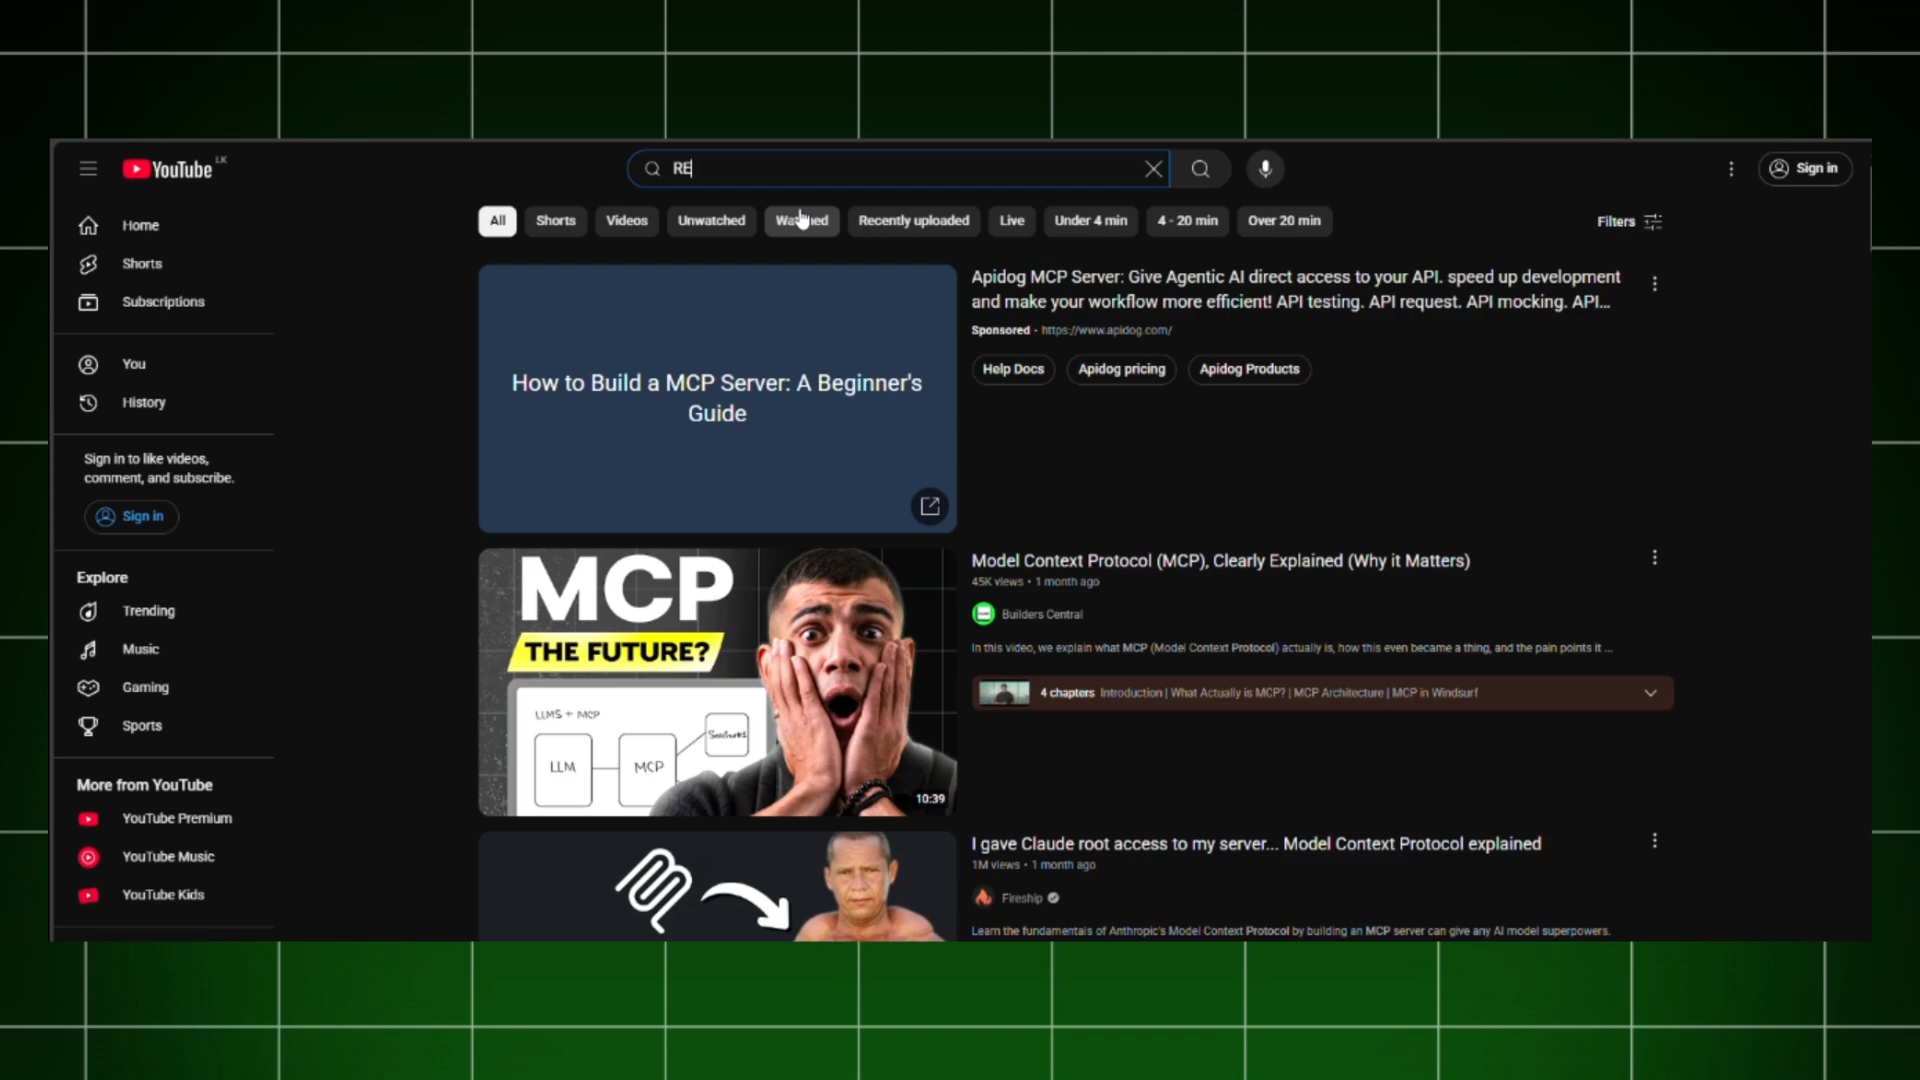 YouTube LK
RE
Sign in
All
Shorts
Videos
Unwatched
Watched
Recently uploaded
Live
Under 4 min
4 - 20 min
Over 20 min
Filters
Home
Shorts
Subscriptions
You
History
Sign in to like videos,
comment, and subscribe.
Sign in
Explore
Trending
Music
Gaming
Sports
More from YouTube
YouTube Premium
YouTube Music
YouTube Kids
How to Build a MCP Server: A Beginner's
Guide
Apidog MCP Server: Give Agentic AI direct access to your API. speed up development
and make your workflow more efficient! API testing. API request. API mocking. API...
Sponsored · https://www.apidog.com/
Help Docs
Apidog pricing
Apidog Products
MCP
THE FUTURE?
LLMS + MCP
LLM
MCP
10:39
Model Context Protocol (MCP), Clearly Explained (Why it Matters)
45K views • 1 month ago
Builders Central
In this video, we explain what MCP (Model Context Protocol) actually is, how this even became a thing, and the pain points it ...
4 chapters Introduction | What Actually is MCP? | MCP Architecture | MCP in Windsurf
I gave Claude root access to my server... Model Context Protocol explained
1M views • 1 month ago
Fireship
Learn the fundamentals of Anthropic's Model Context Protocol by building an MCP server can give any AI model superpowers.